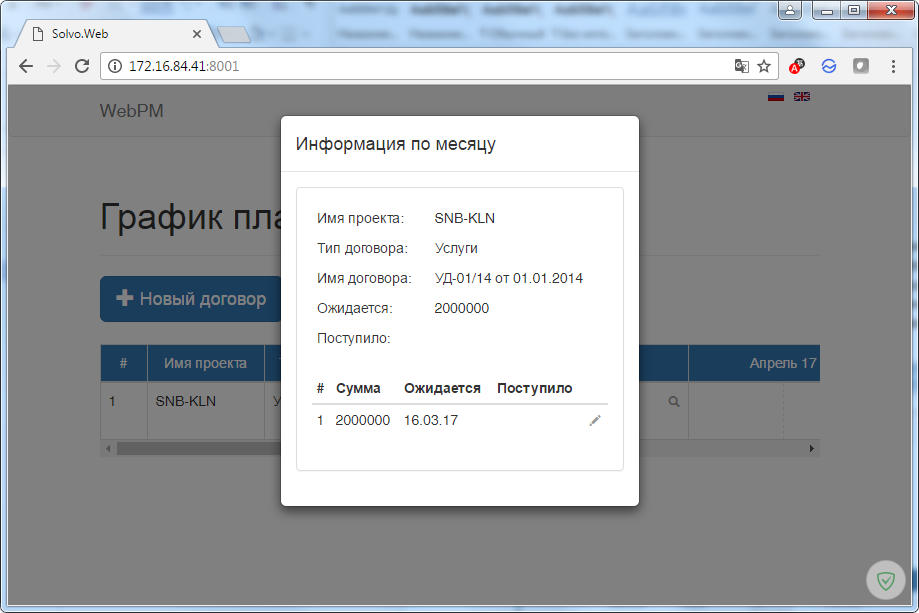 Solvo.Web
172.16.84.41:8001
WebPM
График
Новый договор
# Имя проекта Апрель 17
1 SNB-KLN
Информация по месяцу
Имя проекта: SNB-KLN
Тип договора: Услуги
Имя договора: УД-01/14 от 01.01.2014
Ожидается: 2000000
Поступило:
# Сумма Ожидается Поступило
1 2000000 16.03.17